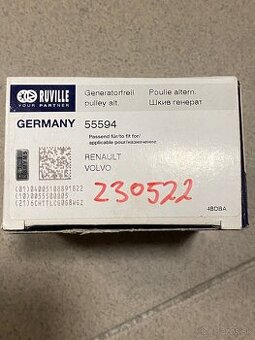 RUVILLE
YOUR PARTNER
Generatorfreil
pulley alt.
Poulie altern.
Шкив генерат
GERMANY 55594
Passend für/to fit for/
applicable pour/назначение
RENAULT
VOLVO
230522
4BDBA